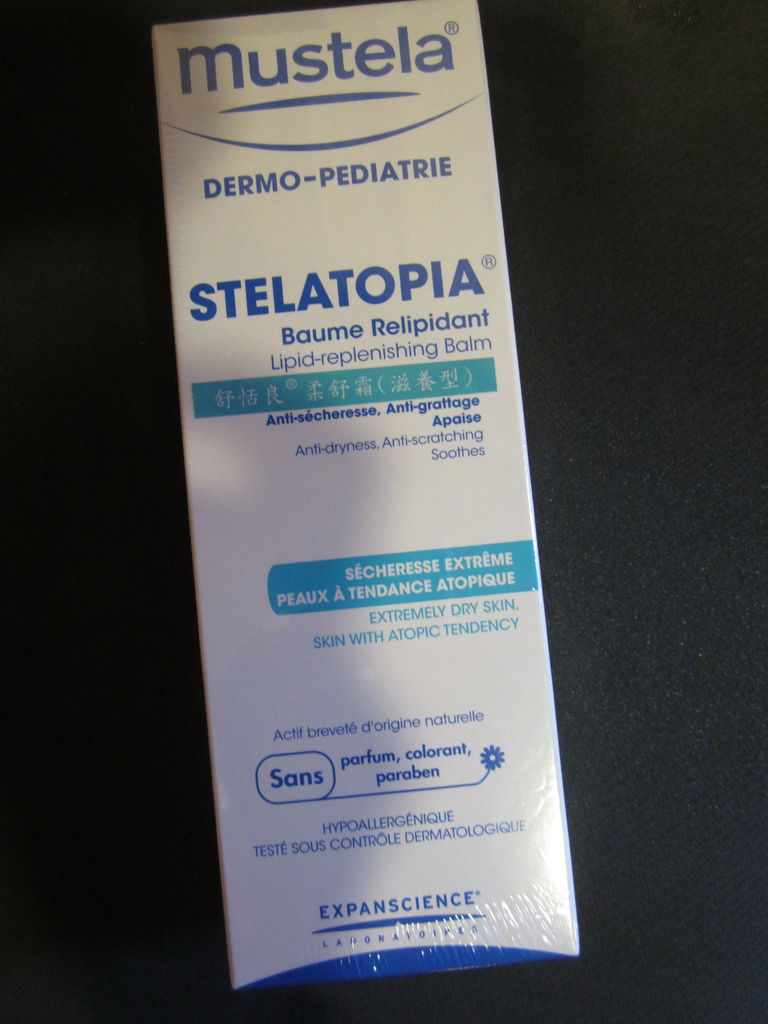 mustela®
DERMO-PEDIATRIE
STELATOPIA®
Baume Relipidant
Lipid-replenishing Balm
舒恬良® 柔舒霜(滋養型)
Anti-sécheresse, Anti-grattage
Apaise
Anti-dryness, Anti-scratching
Soothes
SÉCHERESSE EXTRÊME
PEAUX À TENDANCE ATOPIQUE
EXTREMELY DRY SKIN,
SKIN WITH ATOPIC TENDENCY
Actif breveté d'origine naturelle
Sans parfum, colorant,
paraben
HYPOALLERGÉNIQUE
TESTÉ SOUS CONTRÔLE DERMATOLOGIQUE
EXPANSCIENCE®
LABORATOIRES